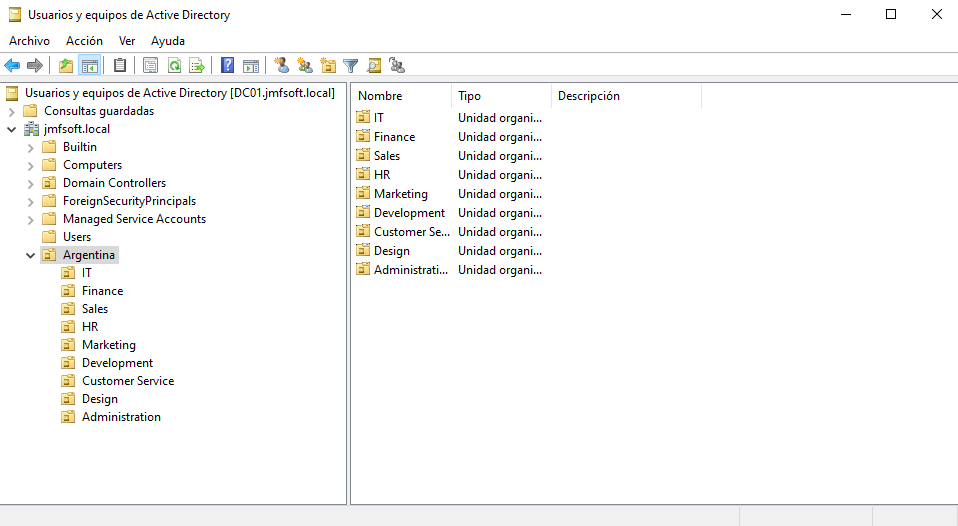 Usuarios y equipos de Active Directory
Archivo Acción Ver Ayuda
Usuarios y equipos de Active Directory [DC01.jmfsoft.local]
Consultas guardadas
jmfsoft.local
Builtin
Computers
Domain Controllers
ForeignSecurityPrincipals
Managed Service Accounts
Users
Argentina
IT
Finance
Sales
HR
Marketing
Development
Customer Service
Design
Administration
Nombre Tipo Descripción
IT Unidad organi...
Finance Unidad organi...
Sales Unidad organi...
HR Unidad organi...
Marketing Unidad organi...
Development Unidad organi...
Customer Se... Unidad organi...
Design Unidad organi...
Administrati... Unidad organi...